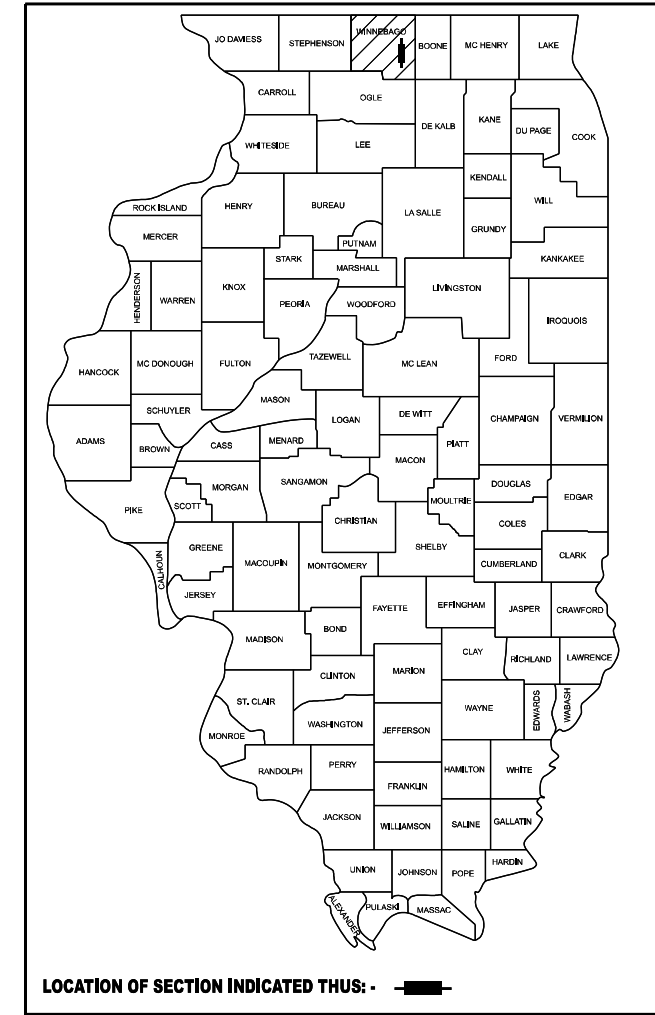 JO DAVIESS
STEPHENSON
WINNEBAGO
BOONE
MC HENRY
LAKE
CARROLL
OGLE
DE KALB
KANE
DU PAGE
COOK
WHITESIDE
LEE
KENDALL
WILL
ROCK ISLAND
HENRY
BUREAU
LA SALLE
GRUNDY
MERCER
PUTNAM
STARK
MARSHALL
KANKAKEE
HENDERSON
WARREN
KNOX
PEORIA
WOODFORD
LIVINGSTON
IROQUOIS
HANCOCK
MC DONOUGH
FULTON
TAZEWELL
MC LEAN
FORD
SCHUYLER
MASON
LOGAN
DE WITT
CHAMPAIGN
VERMILION
ADAMS
BROWN
CASS
MENARD
PIATT
MACON
PIKE
SCOTT
MORGAN
SANGAMON
MOULTRIE
DOUGLAS
EDGAR
CHRISTIAN
COLES
CALHOUN
GREENE
MACOUPIN
MONTGOMERY
SHELBY
CUMBERLAND
CLARK
JERSEY
FAYETTE
EFFINGHAM
JASPER
CRAWFORD
MADISON
BOND
CLAY
RICHLAND
LAWRENCE
CLINTON
MARION
ST. CLAIR
WASHINGTON
JEFFERSON
WAYNE
EDWARDS
WABASH
MONROE
RANDOLPH
PERRY
FRANKLIN
HAMILTON
WHITE
JACKSON
WILLIAMSON
SALINE
GALLATIN
UNION
JOHNSON
POPE
HARDIN
ALEXANDER
PULASKI
MASSAC
LOCATION OF SECTION INDICATED THUS: -